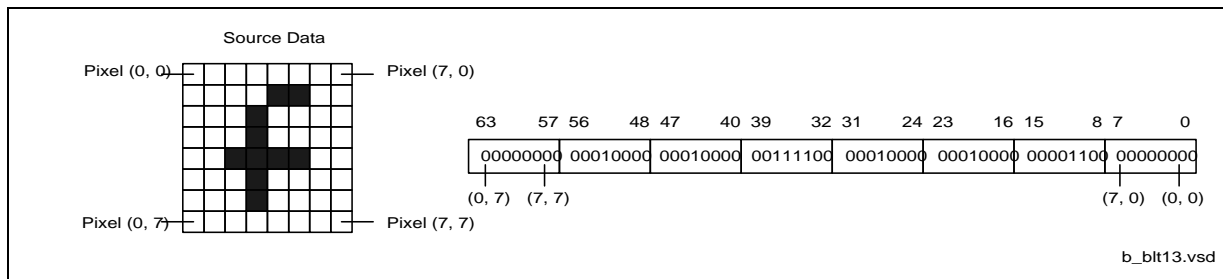 Source Data
Pixel (0, 0) Pixel (7, 0)
63 57 56 48 47 40 39 32 31 24 23 16 15 8 7 0
00000000 00010000 00010000 00111100 00010000 00010000 00001100 00000000
(0, 7) (7, 7) (7, 0) (0, 0)
Pixel (0, 7) Pixel (7, 7)
b_blt13.vsd